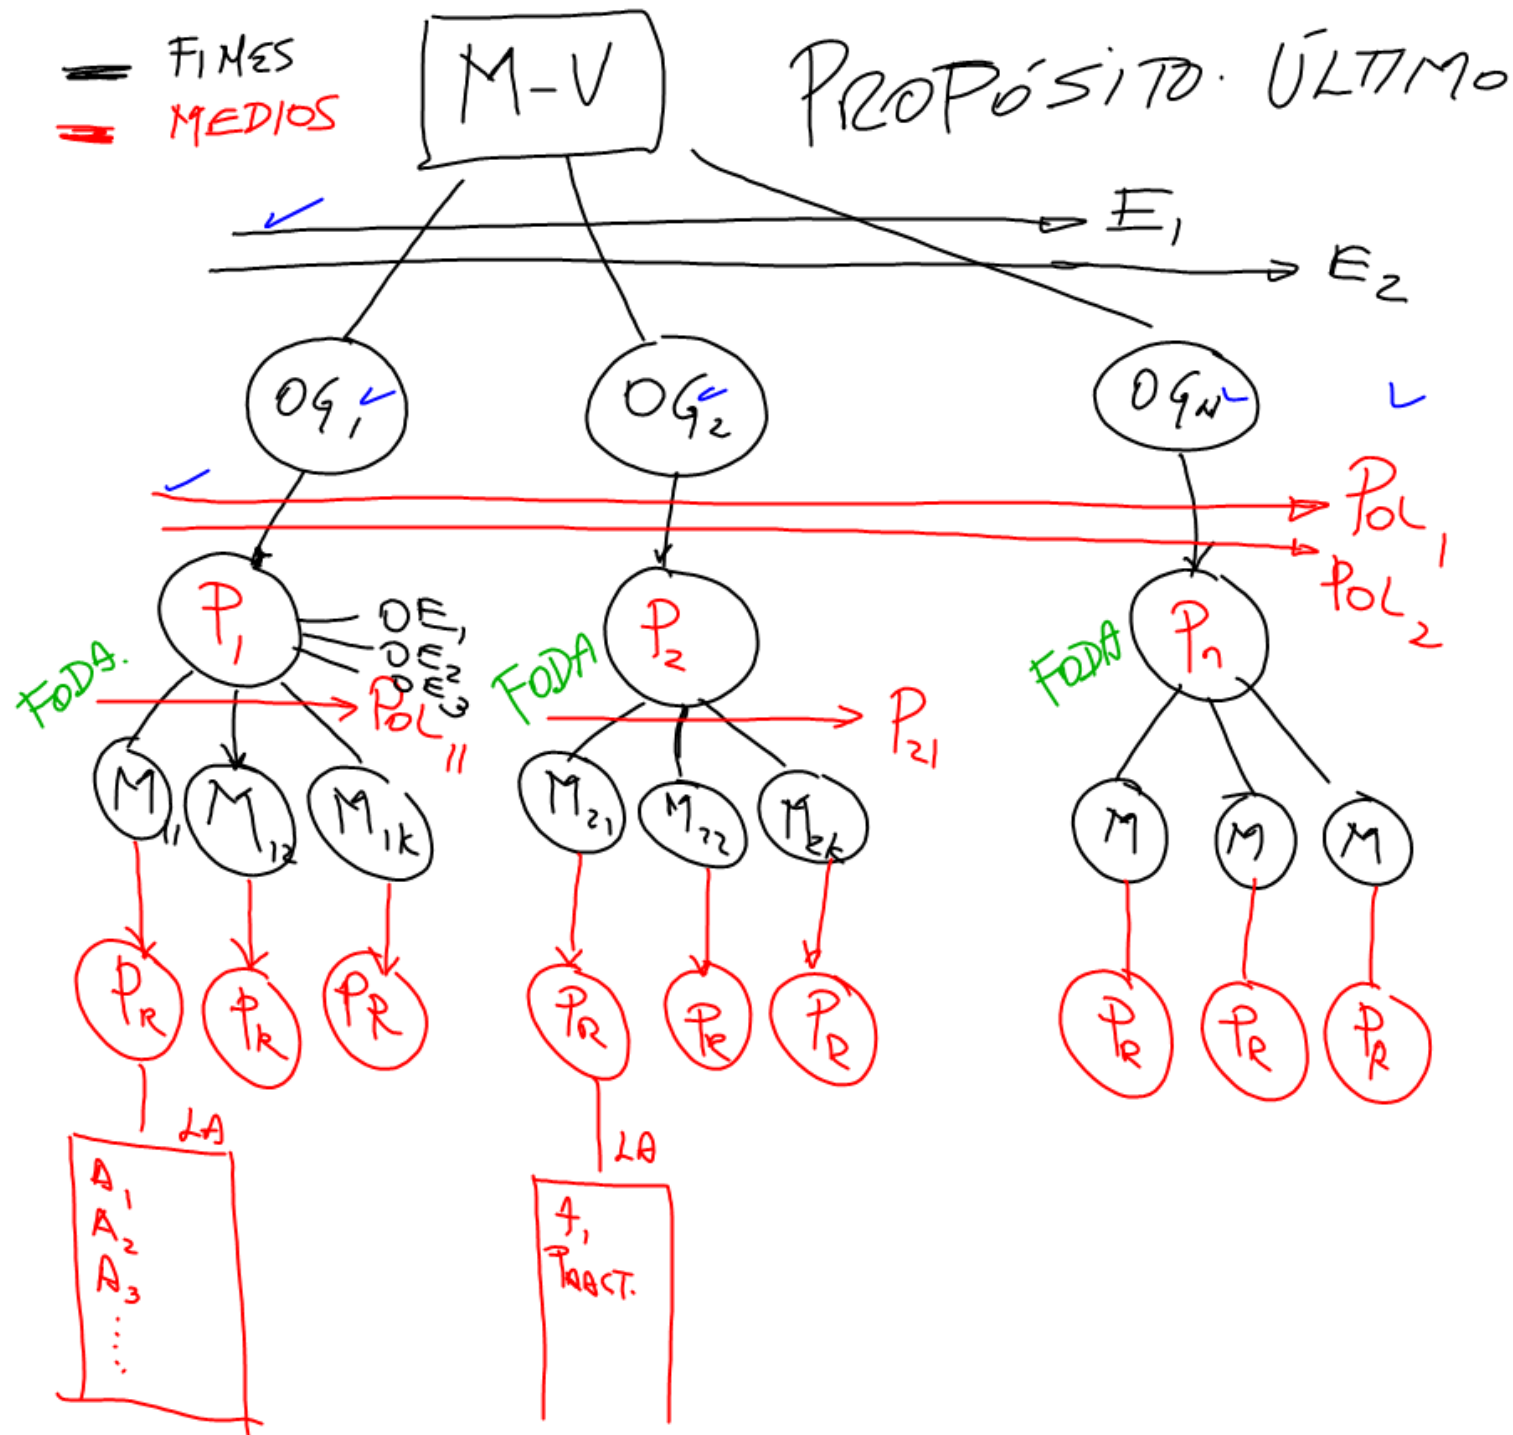 FINES
MEDIOS
M-V
PROPÓSITO ÚLTIMO
E1
E2
OG1
OG2
OGN
POL1
POL2
P1
OE1
OE2
OE3
P2
Pn
FODA.
FODA
FODA
POL11
P21
M11
M12
M1K
M21
M22
M2K
M
M
M
PR
PR
PR
PR
PR
PR
PR
PR
PR
LA
LA
A1
A2
A3
.....
A1